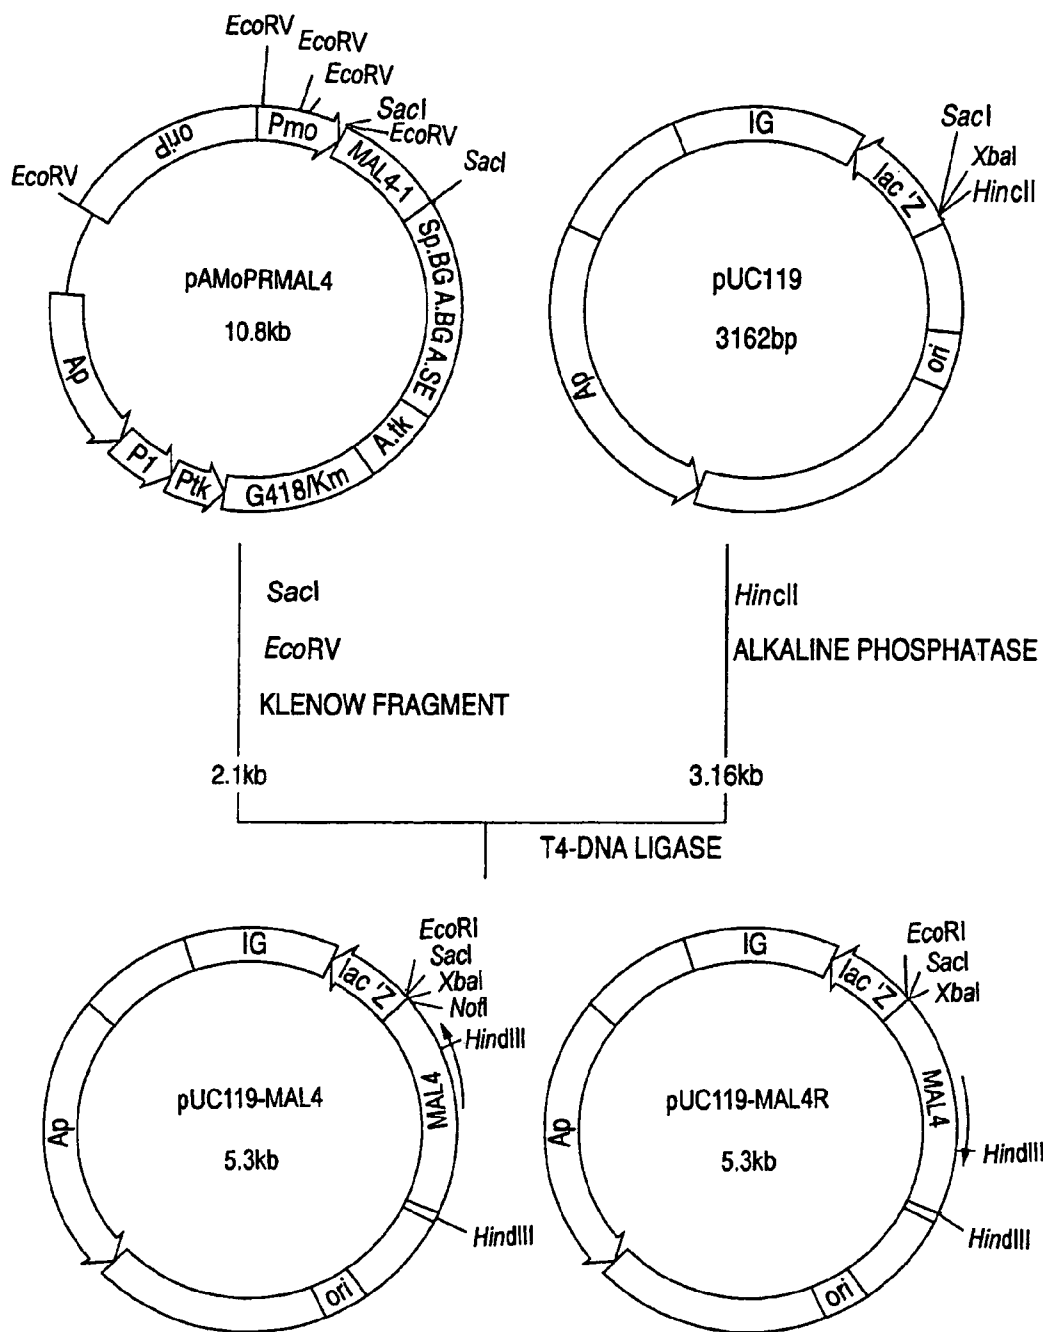 EcoRV
EcoRV
EcoRV
SacI
EcoRV
SacI
EcoRV
oriP
Pmo
MAL4-1
Sp.BG A.BG A.SE
A.tk
G418/Km
Ptk
P1
Ap
pAMoPRMAL4
10.8kb
IG
lac 'Z
SacI
XbaI
HincII
ori
Ap
pUC119
3162bp
SacI
EcoRV
KLENOW FRAGMENT
HincII
ALKALINE PHOSPHATASE
2.1kb
3.16kb
T4-DNA LIGASE
IG
lac 'Z
EcoRI
SacI
XbaI
NotI
HindIII
MAL4
HindIII
ori
Ap
pUC119-MAL4
5.3kb
IG
lac 'Z
EcoRI
SacI
XbaI
MAL4
HindIII
HindIII
ori
Ap
pUC119-MAL4R
5.3kb